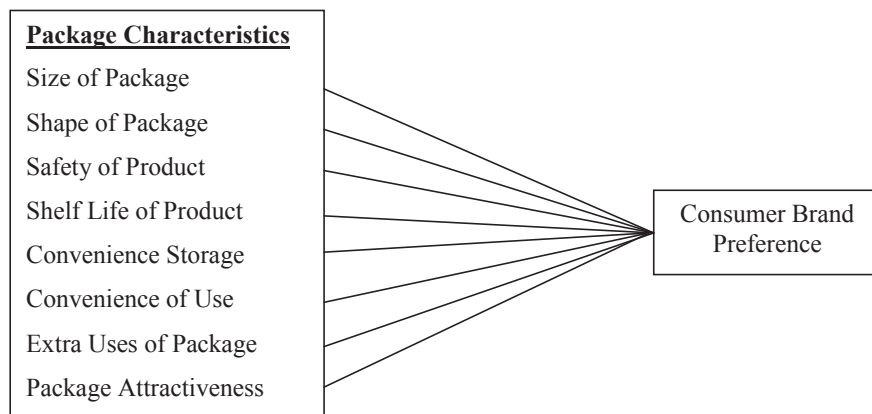 Package Characteristics
Size of Package
Shape of Package
Safety of Product
Shelf Life of Product
Convenience Storage
Convenience of Use
Extra Uses of Package
Package Attractiveness
Consumer Brand
Preference